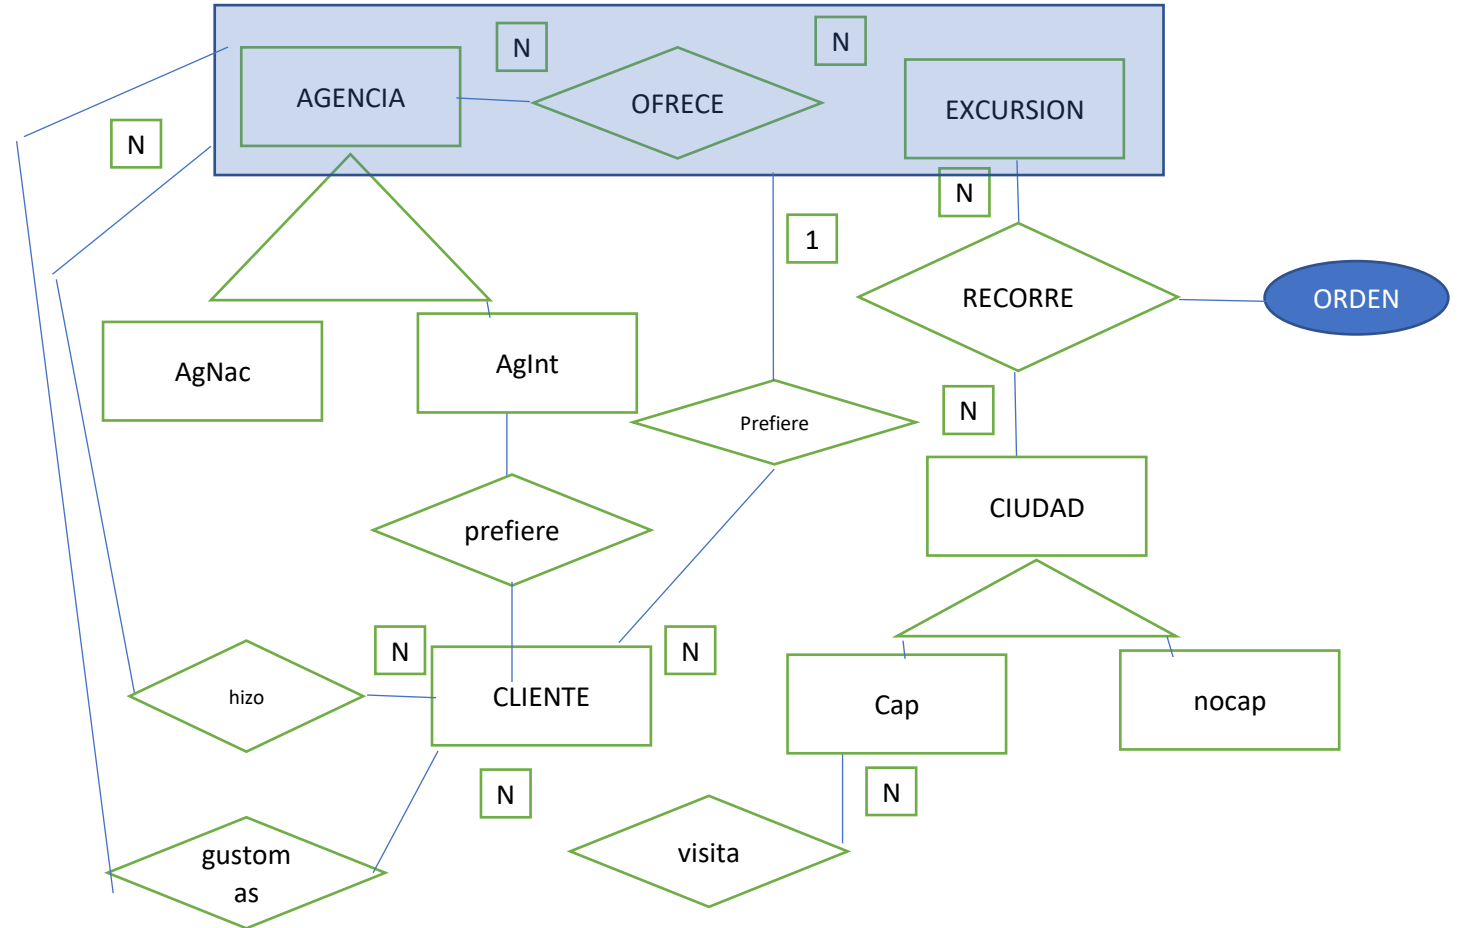 N
N
AGENCIA
OFRECE
EXCURSION
N
N
1
RECORRE
ORDEN
AgNac
AgInt
Prefiere
N
CIUDAD
prefiere
N
N
hizo
CLIENTE
Cap
nocap
N
N
gustom
as
visita